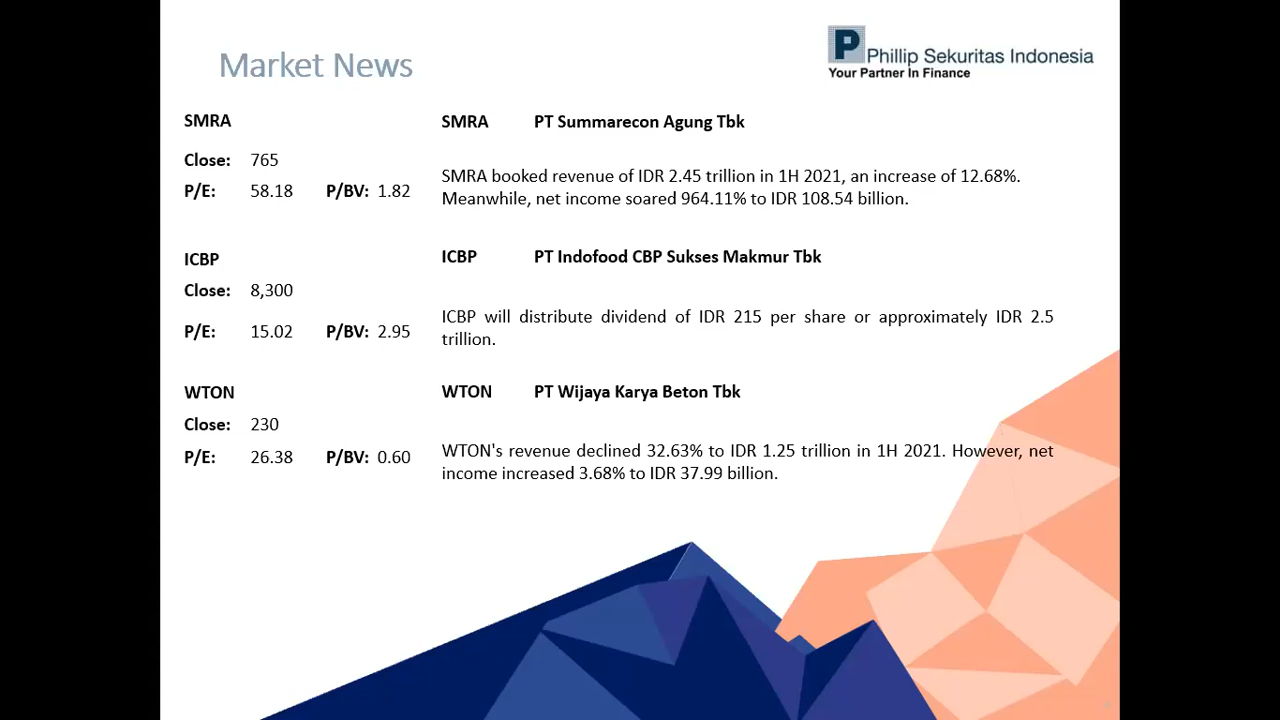 Market News
P
Phillip Sekuritas Indonesia
Your Partner In Finance
SMRA
Close: 765
P/E: 58.18 P/BV: 1.82
SMRA PT Summarecon Agung Tbk
SMRA booked revenue of IDR 2.45 trillion in 1H 2021, an increase of 12.68%.
Meanwhile, net income soared 964.11% to IDR 108.54 billion.
ICBP
Close: 8,300
P/E: 15.02 P/BV: 2.95
ICBP PT Indofood CBP Sukses Makmur Tbk
ICBP will distribute dividend of IDR 215 per share or approximately IDR 2.5
trillion.
WTON
Close: 230
P/E: 26.38 P/BV: 0.60
WTON PT Wijaya Karya Beton Tbk
WTON's revenue declined 32.63% to IDR 1.25 trillion in 1H 2021. However, net
income increased 3.68% to IDR 37.99 billion.